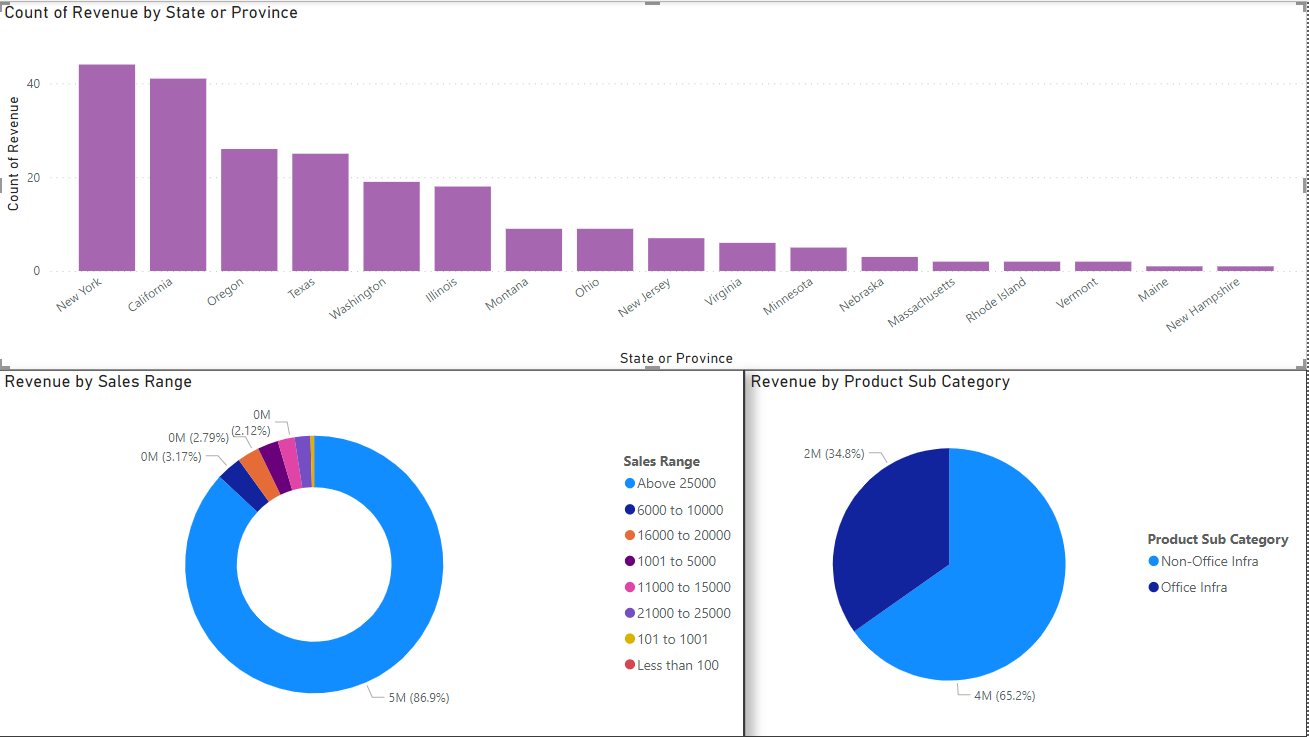 Count of Revenue by State or Province
Count of Revenue
40
20
0
New York
California
Oregon
Texas
Washington
Illinois
Montana
Ohio
New Jersey
Virginia
Minnesota
Nebraska
Massachusetts
Rhode Island
Vermont
Maine
New Hampshire
State or Province
Revenue by Sales Range
0M
(2.12%)
0M (2.79%)
0M (3.17%)
5M (86.9%)
Sales Range
Above 25000
6000 to 10000
16000 to 20000
1001 to 5000
11000 to 15000
21000 to 25000
101 to 1001
Less than 100
Revenue by Product Sub Category
2M (34.8%)
4M (65.2%)
Product Sub Category
Non-Office Infra
Office Infra